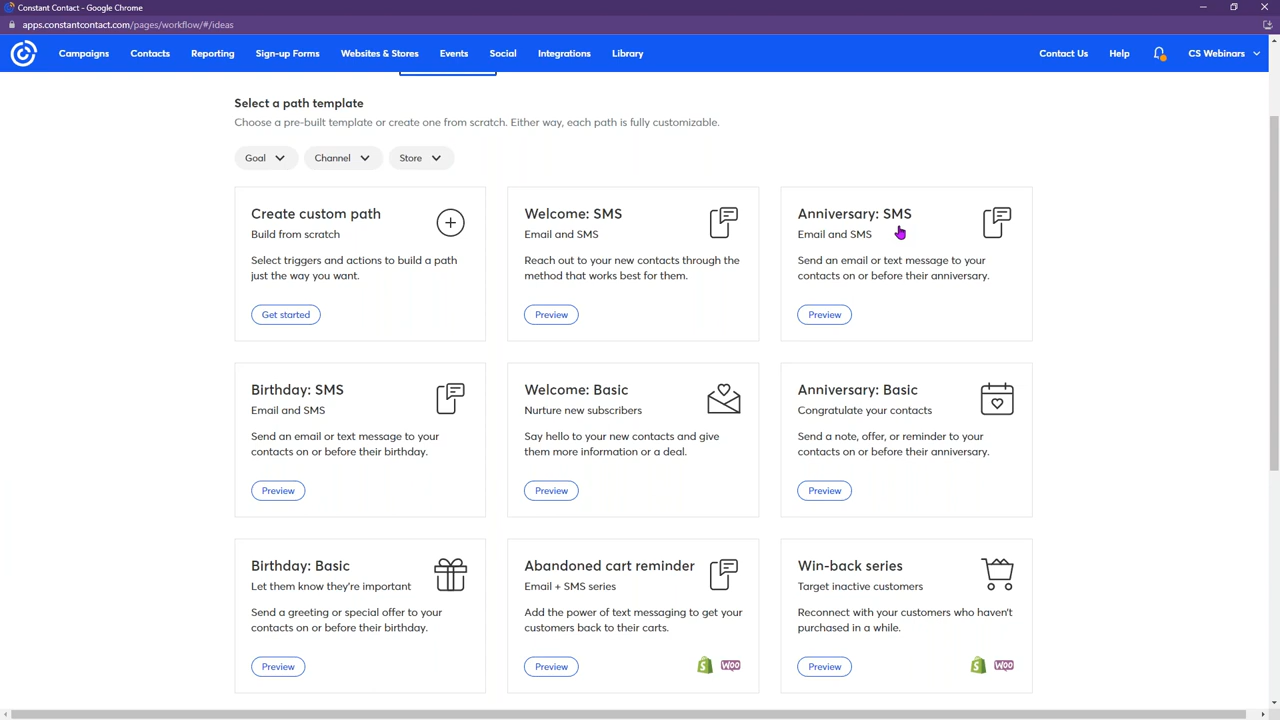 Constant Contact - Google Chrome
apps.constantcontact.com/pages/workflow/#/ideas
Campaigns Contacts Reporting Sign-up Forms Websites & Stores Events Social Integrations Library Contact Us Help CS Webinars
Select a path template
Choose a pre-built template or create one from scratch. Either way, each path is fully customizable.
Goal Channel Store
Create custom path
Build from scratch
Select triggers and actions to build a path
just the way you want.
Get started
Welcome: SMS
Email and SMS
Reach out to your new contacts through the
method that works best for them.
Preview
Anniversary: SMS
Email and SMS
Send an email or text message to your
contacts on or before their anniversary.
Preview
Birthday: SMS
Email and SMS
Send an email or text message to your
contacts on or before their birthday.
Preview
Welcome: Basic
Nurture new subscribers
Say hello to your new contacts and give
them more information or a deal.
Preview
Anniversary: Basic
Congratulate your contacts
Send a note, offer, or reminder to your
contacts on or before their anniversary.
Preview
Birthday: Basic
Let them know they're important
Send a greeting or special offer to your
contacts on or before their birthday.
Preview
Abandoned cart reminder
Email + SMS series
Add the power of text messaging to get your
customers back to their carts.
Preview
WOO
Win-back series
Target inactive customers
Reconnect with your customers who haven't
purchased in a while.
Preview
WOO